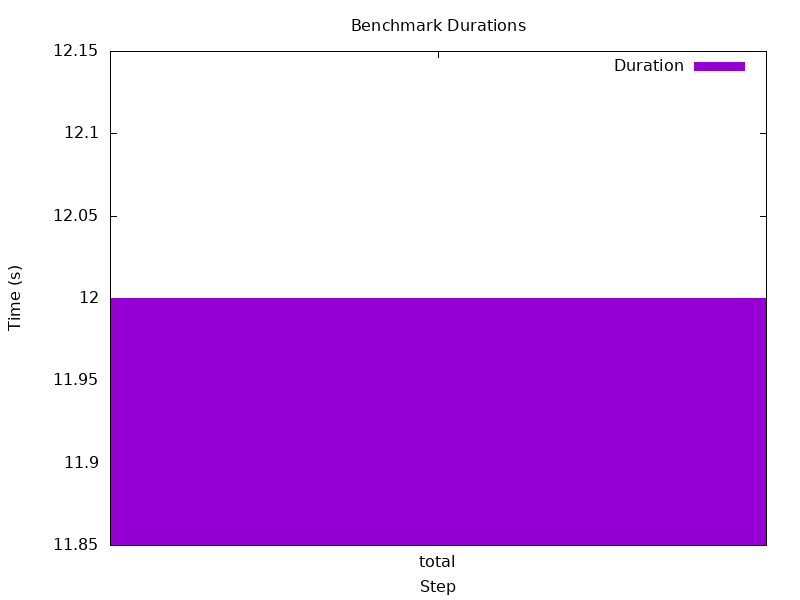 Benchmark Durations
Duration
12.15
12.1
12.05
12
11.95
11.9
11.85
Time (s)
total
Step